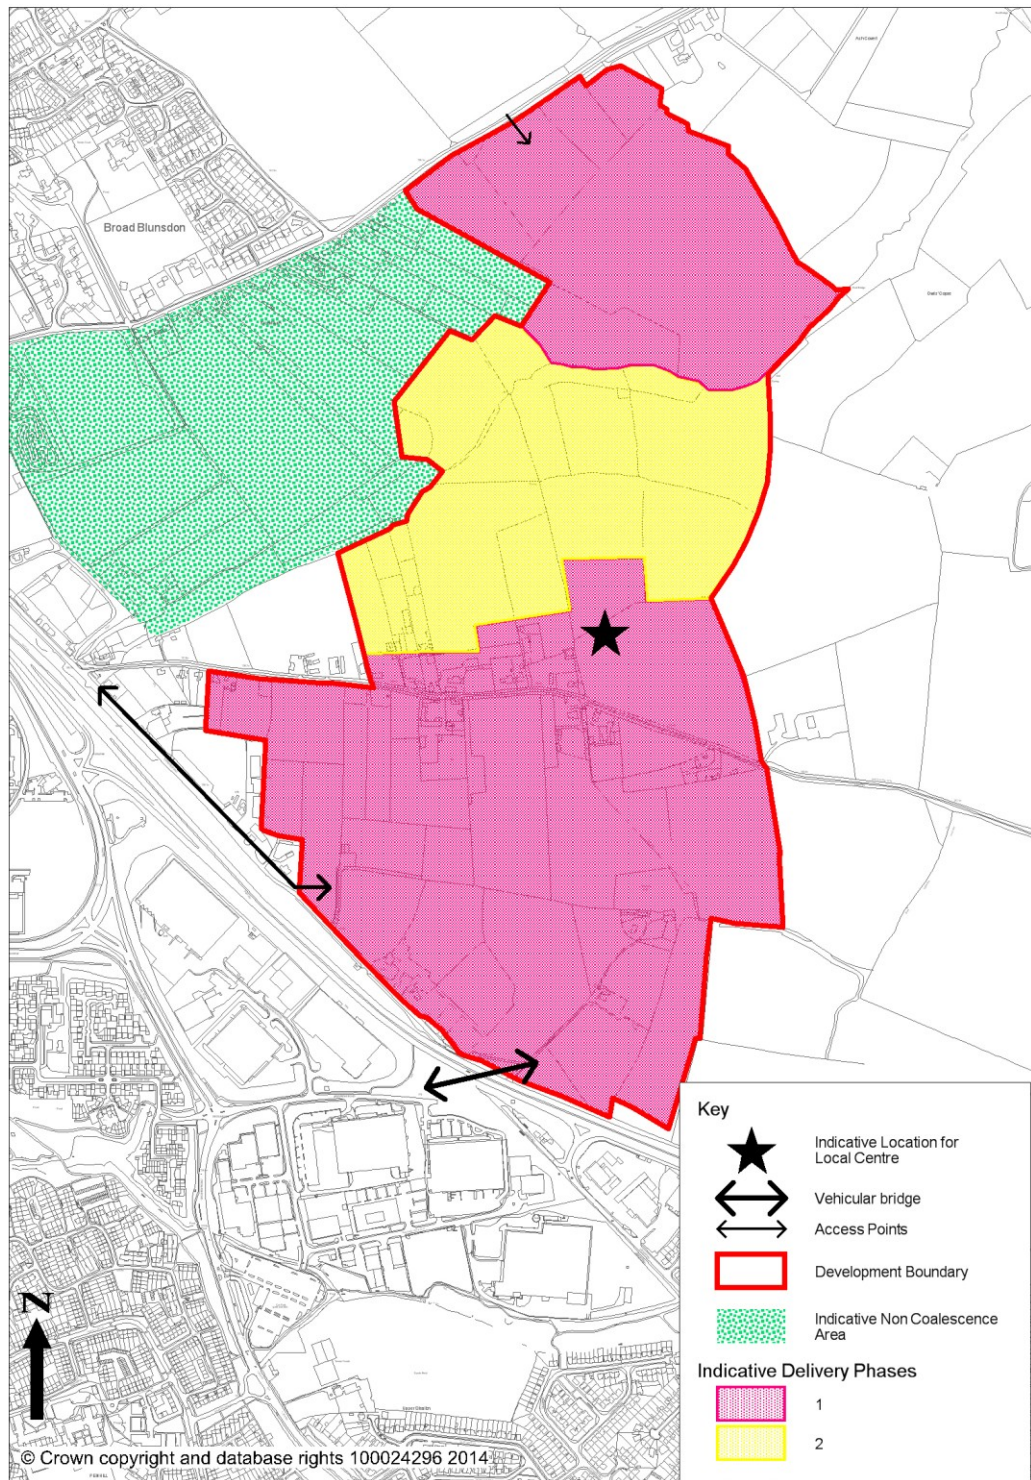 Broad Blunsdon
Key
Indicative Location for
Local Centre
Vehicular bridge
Access Points
Development Boundary
Indicative Non Coalescence
Area
Indicative Delivery Phases
1
2
N
© Crown copyright and database rights 100024296 2014